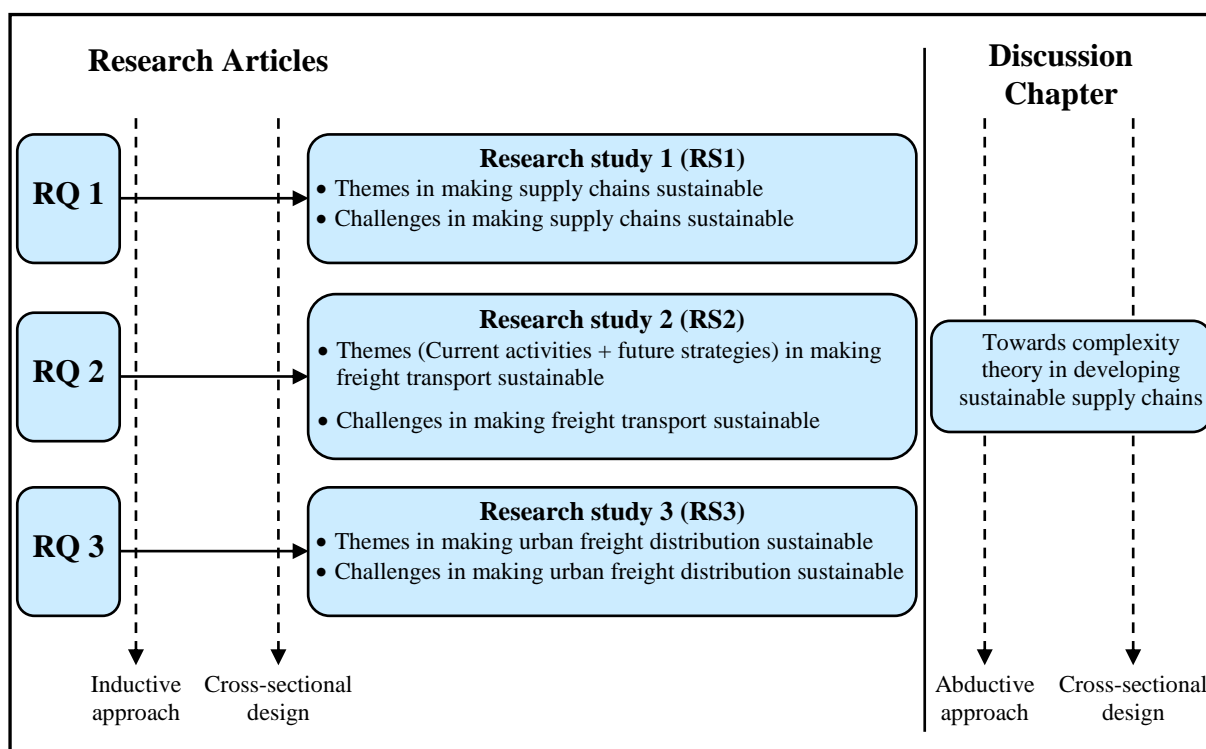 Research Articles
RQ 1
Research study 1 (RS1)
• Themes in making supply chains sustainable
• Challenges in making supply chains sustainable
RQ 2
Research study 2 (RS2)
• Themes (Current activities + future strategies) in making
freight transport sustainable
• Challenges in making freight transport sustainable
RQ 3
Research study 3 (RS3)
• Themes in making urban freight distribution sustainable
• Challenges in making urban freight distribution sustainable
Inductive
approach
Cross-sectional
design
Discussion
Chapter
Towards complexity
theory in developing
sustainable supply chains
Abductive
approach
Cross-sectional
design